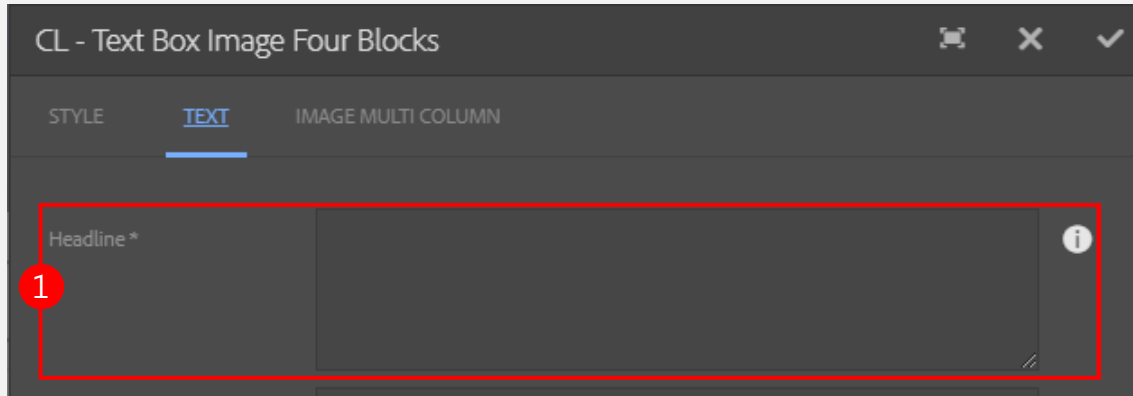 CL - Text Box Image Four Blocks
STYLE TEXT IMAGE MULTI COLUMN
Headline *
1